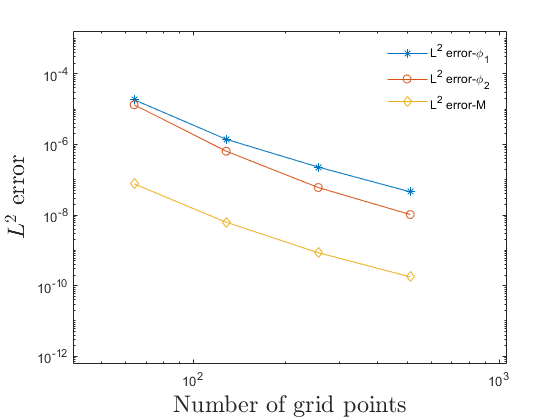 L² error-ϕ₁
L² error-ϕ₂
L² error-M
10⁻⁴
10⁻⁶
10⁻⁸
10⁻¹⁰
10⁻¹²
L² error
10² 10³
Number of grid points